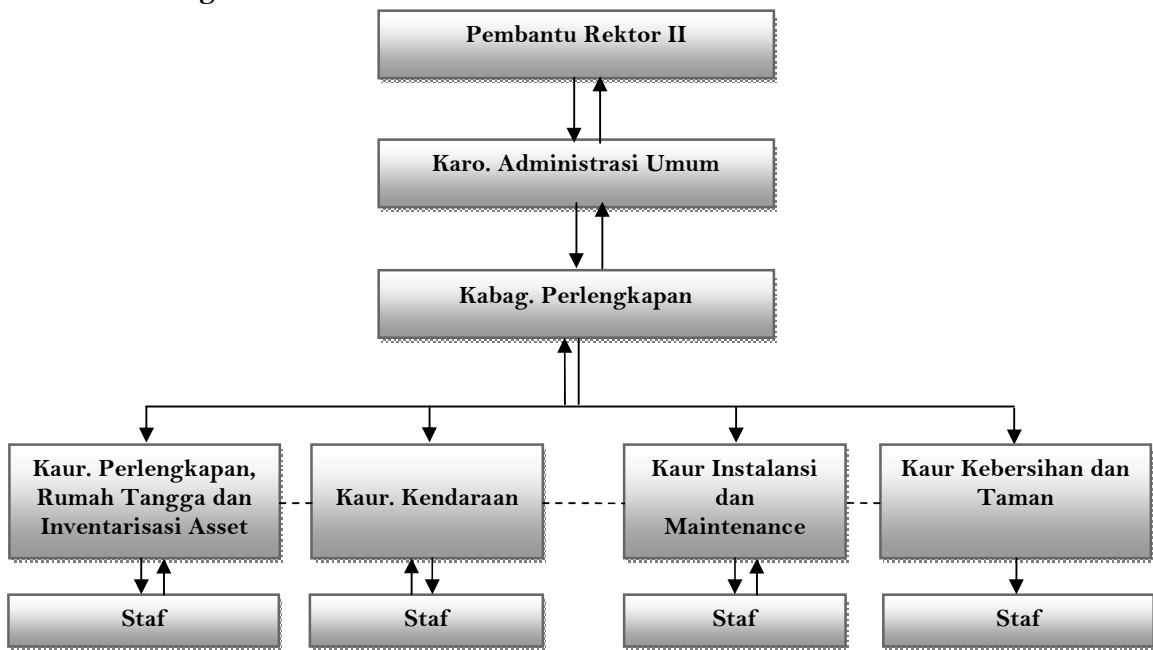 Pembantu Rektor II
Karo. Administrasi Umum
Kabag. Perlengkapan
Kaur. Perlengkapan,
Rumah Tangga dan
Inventarisasi Asset
Kaur. Kendaraan
Kaur Instalansi
dan
Maintenance
Kaur Kebersihan dan
Taman
Staf
Staf
Staf
Staf